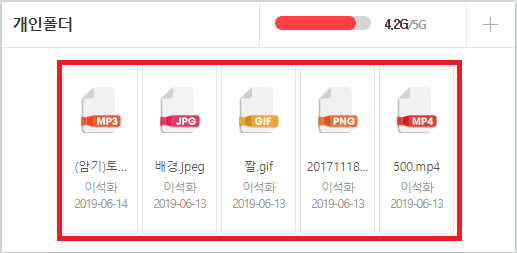 개인폴더
4.2G/5G
MP3 JPG GIF PNG MP4
(암기)토... 배경.jpeg 짤.gif 20171118... 500.mp4
이석화 이석화 이석화 이석화 이석화
2019-06-14 2019-06-13 2019-06-13 2019-06-13 2019-06-13